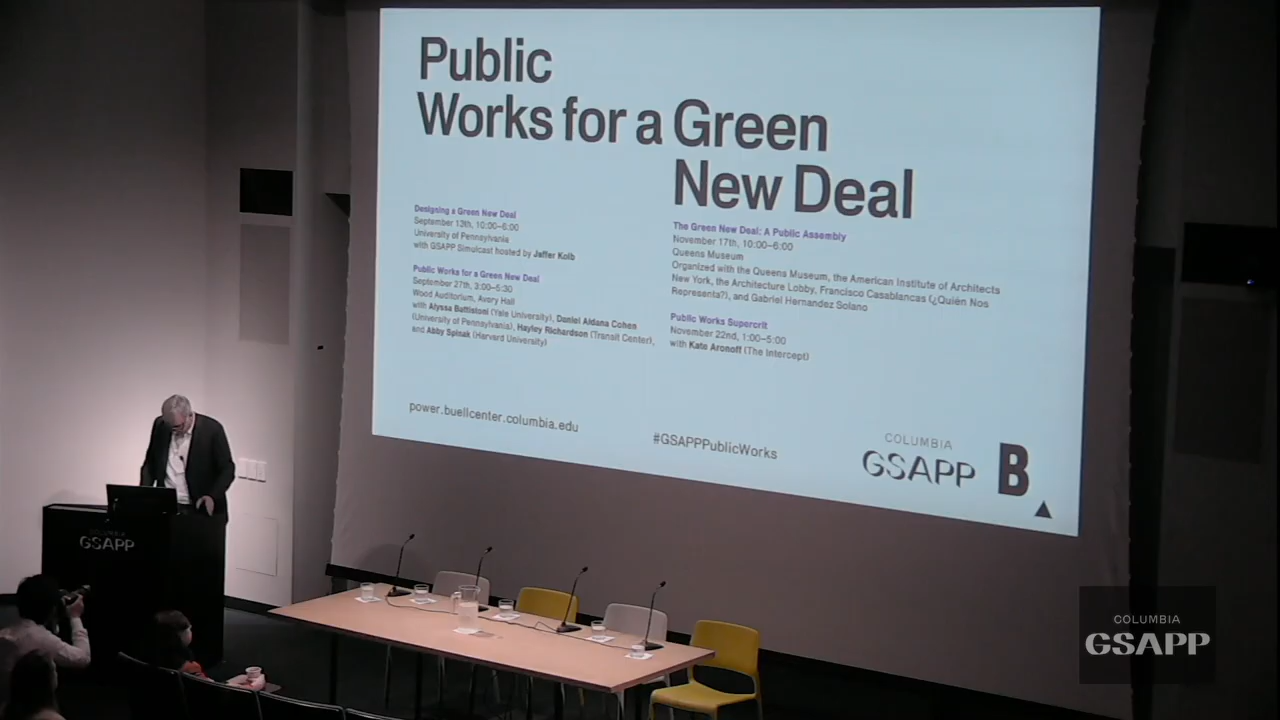 Public
Works for a Green
New Deal
Designing a Green New Deal
September 13th, 10:00–6:00
University of Pennsylvania
with GSAPP Simulcast hosted by Jaffer Kolb
Public Works for a Green New Deal
September 27th, 3:00–5:30
Wood Auditorium, Avery Hall
with Alyssa Battistoni (Yale University), Daniel Aldana Cohen
(University of Pennsylvania), Hayley Richardson (Transit Center),
and Abby Spinak (Harvard University)
The Green New Deal: A Public Assembly
November 17th, 10:00–6:00
Queens Museum
Organized with the Queens Museum, the American Institute of Architects
New York, the Architecture Lobby, Francisco Casablancas (¿Quién Nos
Representa?), and Gabriel Hernandez Solano
Public Works Supercrit
November 22nd, 1:00–5:00
with Kate Aronoff (The Intercept)
power.buellcenter.columbia.edu
#GSAPPPublicWorks
COLUMBIA
GSAPP
B
COLUMBIA
GSAPP
COLUMBIA
GSAPP